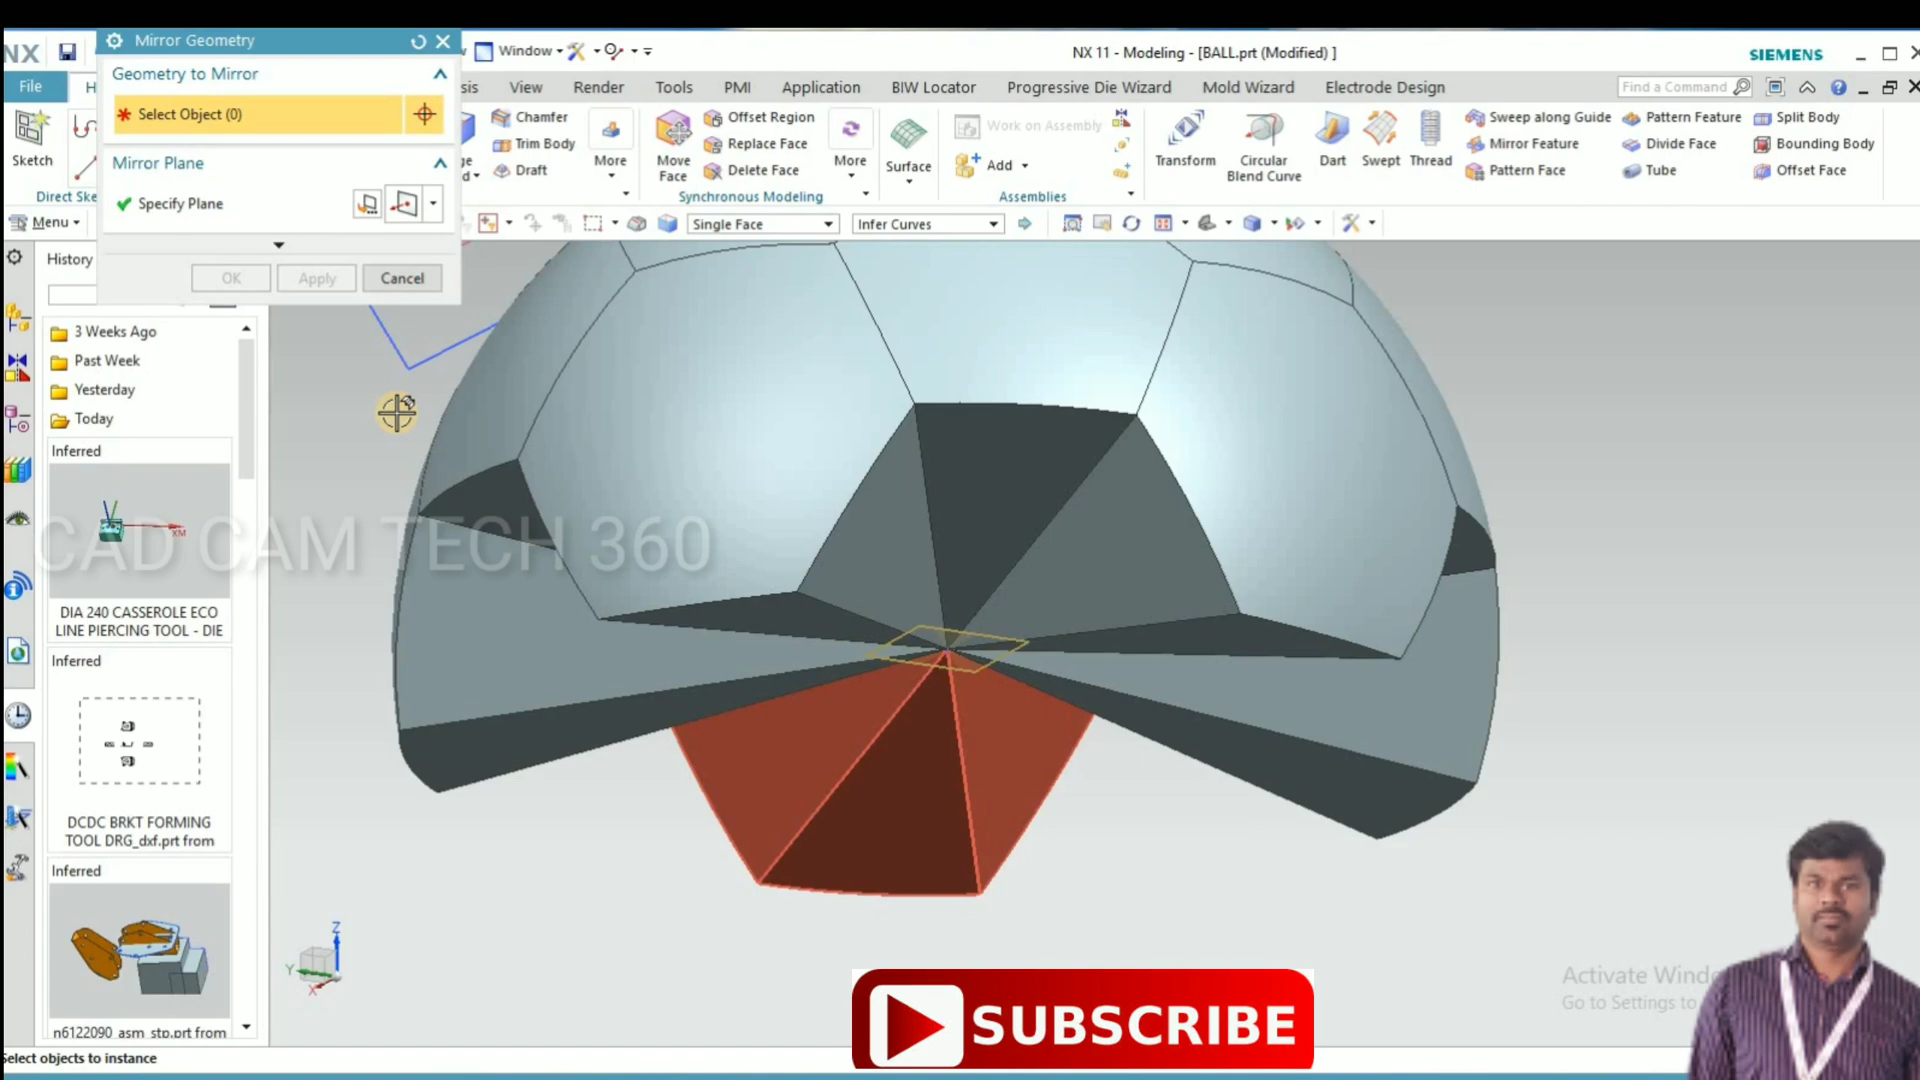 NX
Mirror Geometry
Window
NX 11 - Modeling - [BALL.prt (Modified) ]
SIEMENS
File
H
sis
View
Render
Tools
PMI
Application
BIW Locator
Progressive Die Wizard
Mold Wizard
Electrode Design
Find a Command
Geometry to Mirror
* Select Object (0)
Mirror Plane
Specify Plane
OK
Apply
Cancel
Sketch
Direct Ske
Chamfer
Trim Body
Draft
More
Move
Face
Offset Region
Replace Face
Delete Face
More
Synchronous Modeling
Surface
Work on Assembly
Add
Assemblies
Transform
Circular
Blend Curve
Dart
Swept
Thread
Sweep along Guide
Mirror Feature
Pattern Face
Pattern Feature
Divide Face
Tube
Split Body
Bounding Body
Offset Face
Menu
Single Face
Infer Curves
History
3 Weeks Ago
Past Week
Yesterday
Today
Inferred
XM
DIA 240 CASSEROLE ECO
LINE PIERCING TOOL - DIE
Inferred
DCDC BRKT FORMING
TOOL DRG_dxf.prt from
Inferred
n6122090_asm_stp.prt from
CAD CAM TECH 360
Z
Y
X
SUBSCRIBE
Activate Windo
Go to Settings to
Select objects to instance